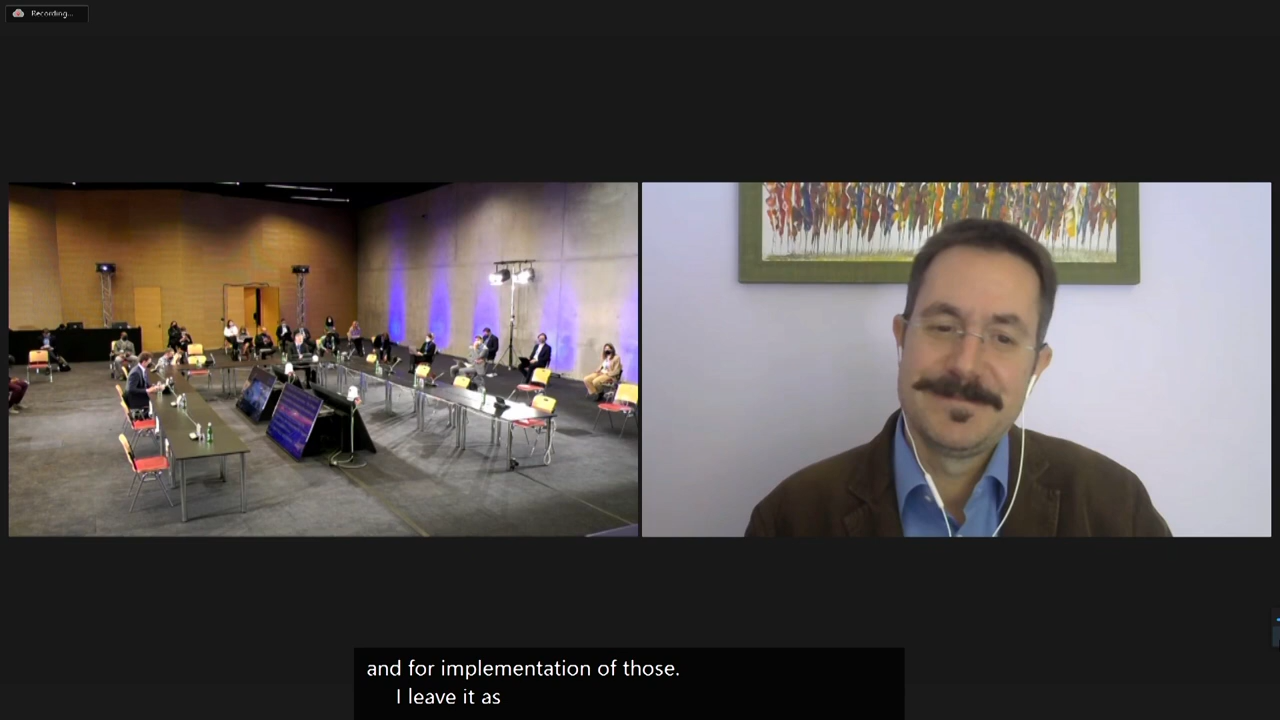 Recording...
and for implementation of those.
I leave it as